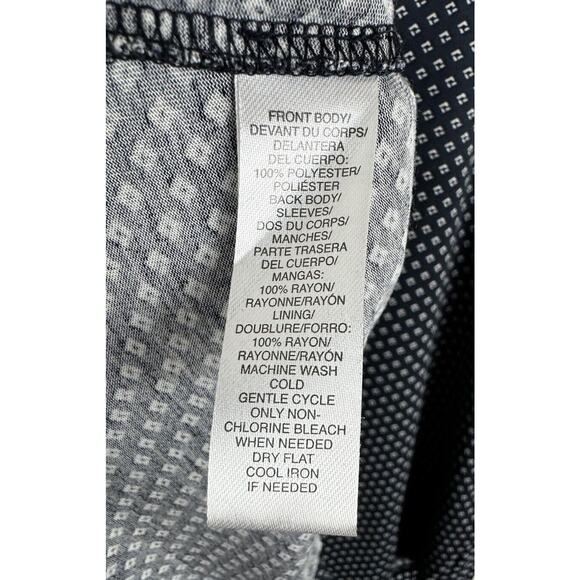 FRONT BODY/
DEVANT DU CORPS/
DELANTERA
DEL CUERPO:
100% POLYESTER/
POLIÉSTER
BACK BODY/
SLEEVES/
DOS DU CORPS/
MANCHES/
PARTE TRASERA
DEL CUERPO/
MANGAS:
100% RAYON/
RAYONNE/RAYÓN
LINING/
DOUBLURE/FORRO:
100% RAYON/
RAYONNE/RAYÓN
MACHINE WASH
COLD
GENTLE CYCLE
ONLY NON-
CHLORINE BLEACH
WHEN NEEDED
DRY FLAT
COOL IRON
IF NEEDED